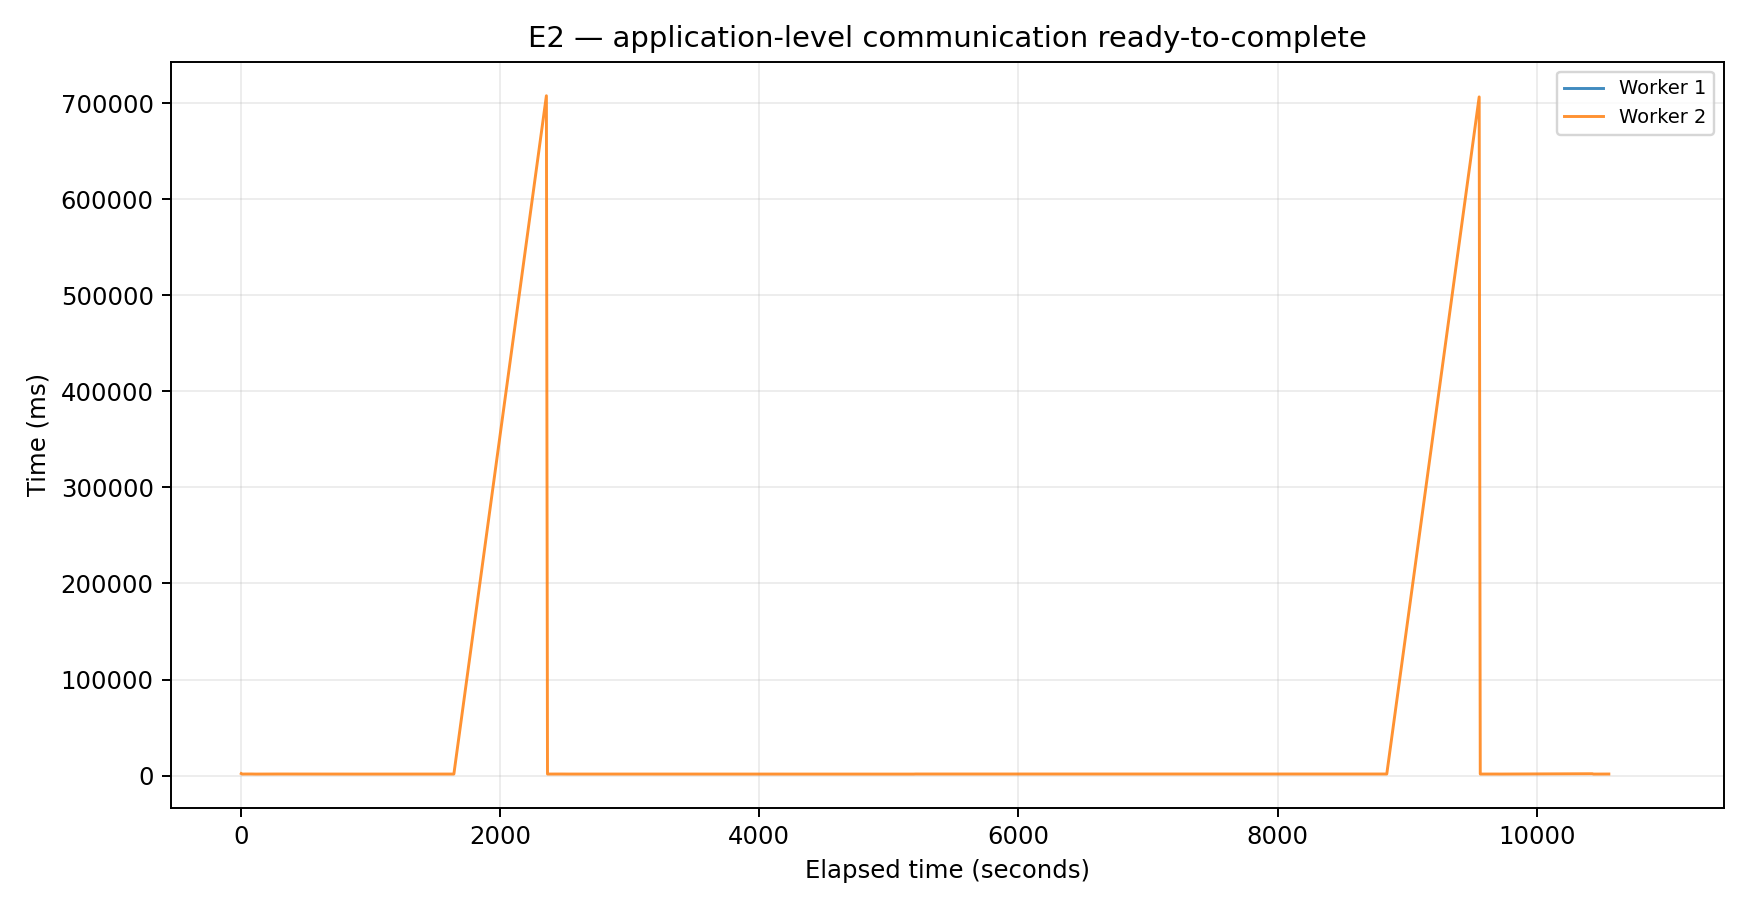 E2 — application-level communication ready-to-complete
Worker 1
Worker 2
700000
600000
500000
400000
300000
200000
100000
0
Time (ms)
0 2000 4000 6000 8000 10000
Elapsed time (seconds)